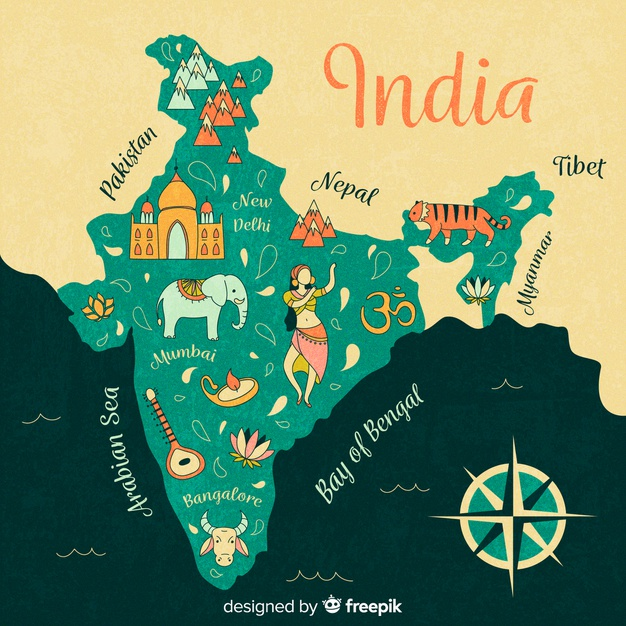 India
Pakistan
Tibet
Nepal
New
Delhi
Myanmar
ॐ
Mumbai
Arabian Sea
Bay of Bengal
Bangalore
designed by freepik